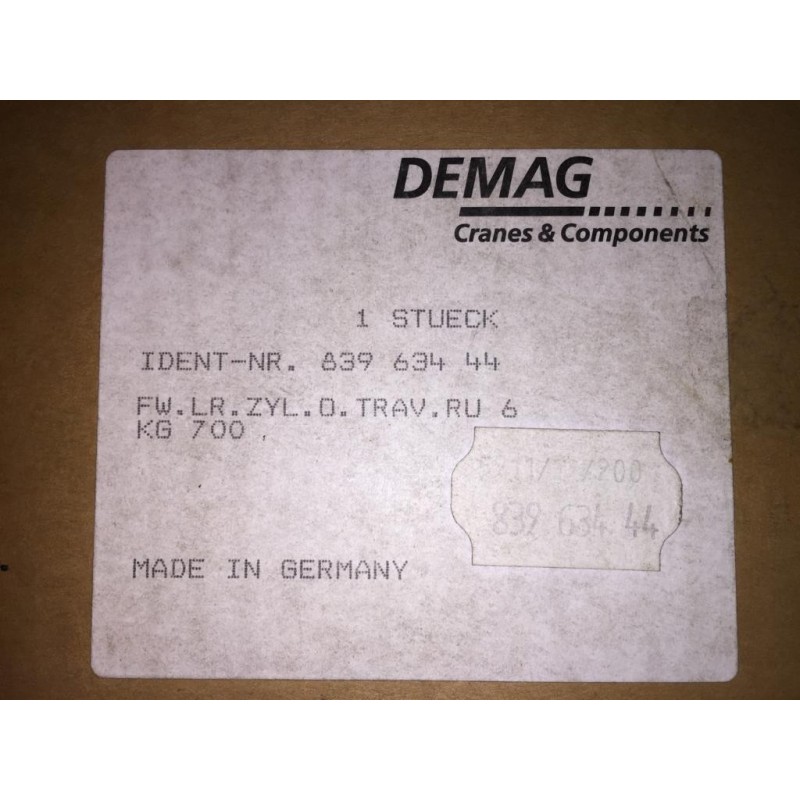 DEMAG
Cranes & Components
1 STUECK
IDENT-NR. 839 634 44
FW.LR.ZYL.O.TRAV.RU 6
KG 700
839 634 44
MADE IN GERMANY